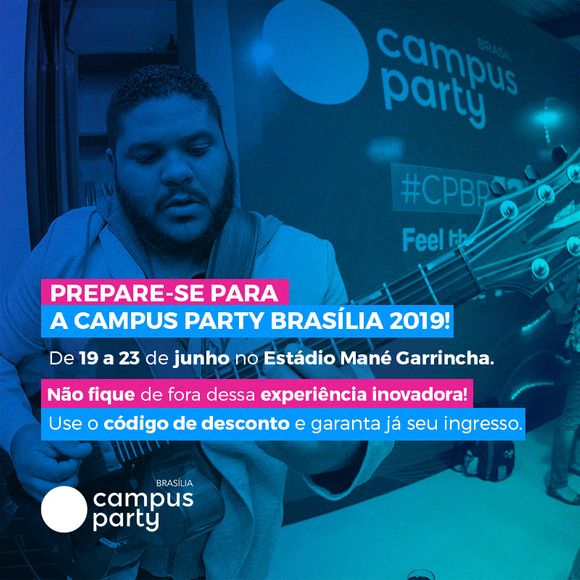 BRASIL
campus
party
#CPBR
Feel the
PREPARE-SE PARA
A CAMPUS PARTY BRASÍLIA 2019!
De 19 a 23 de junho no Estádio Mané Garrincha.
Não fique de fora dessa experiência inovadora!
Use o código de desconto e garanta já seu ingresso.
BRASÍLIA
campus
party